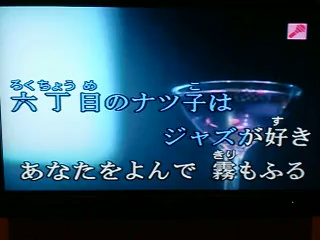 ろくちょうめ こ
六丁目のナツ子は
す
ジャズが好き
きり
あなたをよんで 霧もふる